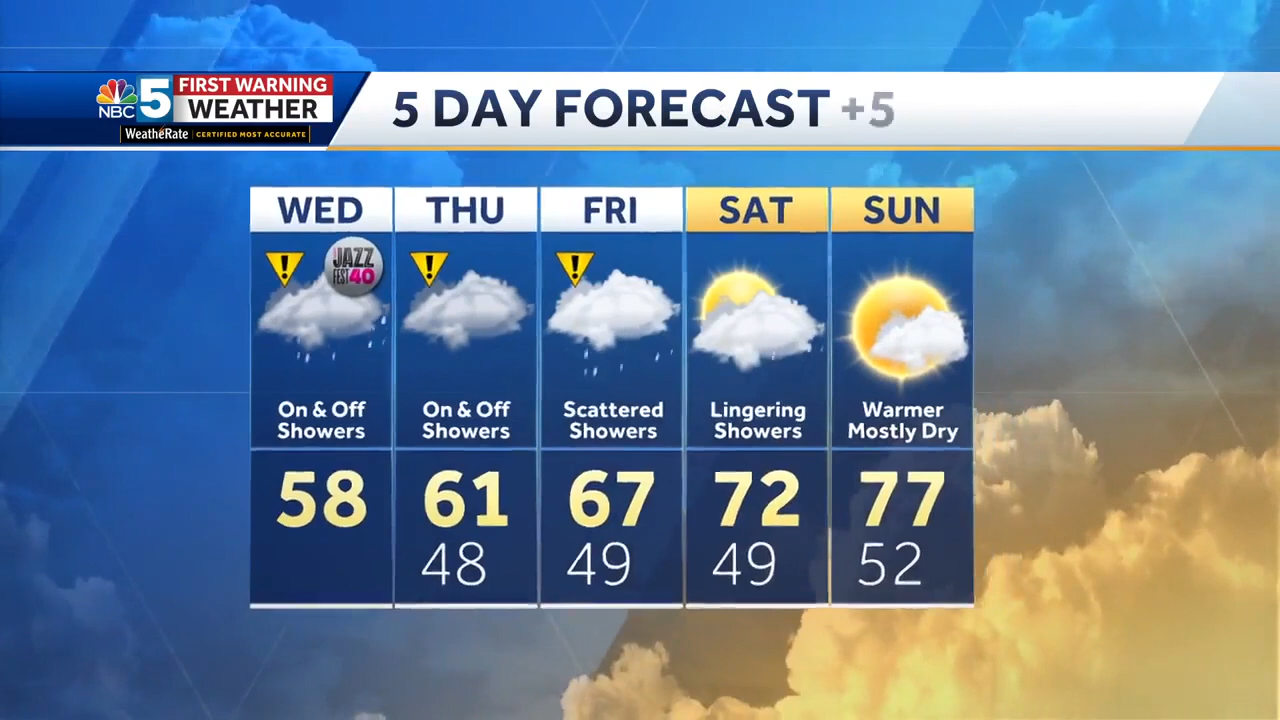 NBC 5 FIRST WARNING WEATHER
WeatheRate CERTIFIED MOST ACCURATE
5 DAY FORECAST +5
WED THU FRI SAT SUN
! ! !
JAZZ
FEST 40
On & Off Showers
On & Off Showers
Scattered Showers
Lingering Showers
Warmer Mostly Dry
58 61 67 72 77
48 49 49 52